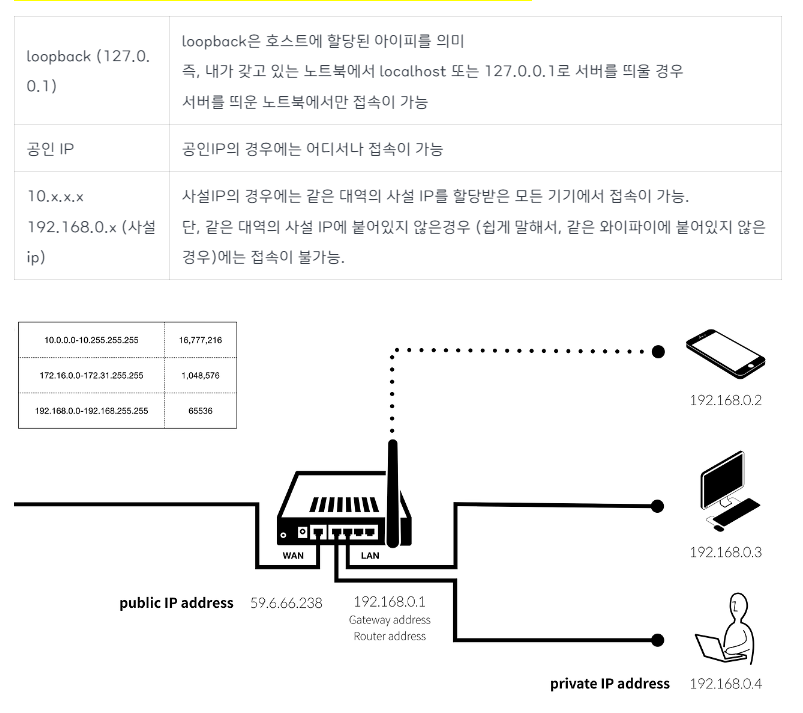 loopback (127.0.
0.1)
loopback은 호스트에 할당된 아이피를 의미
즉, 내가 갖고 있는 노트북에서 localhost 또는 127.0.0.1로 서버를 띄울 경우
서버를 띄운 노트북에서만 접속이 가능
공인 IP
공인IP의 경우에는 어디서나 접속이 가능
10.x.x.x
192.168.0.x (사설
ip)
사설IP의 경우에는 같은 대역의 사설 IP를 할당받은 모든 기기에서 접속이 가능.
단, 같은 대역의 사설 IP에 붙어있지 않은경우 (쉽게 말해서, 같은 와이파이에 붙어있지 않은
경우)에는 접속이 불가능.
10.0.0.0-10.255.255.255 16,777,216
172.16.0.0-172.31.255.255 1,048,576
192.168.0.0-192.168.255.255 65536
192.168.0.2
192.168.0.3
WAN LAN
public IP address 59.6.66.238 192.168.0.1
Gateway address
Router address
private IP address 192.168.0.4